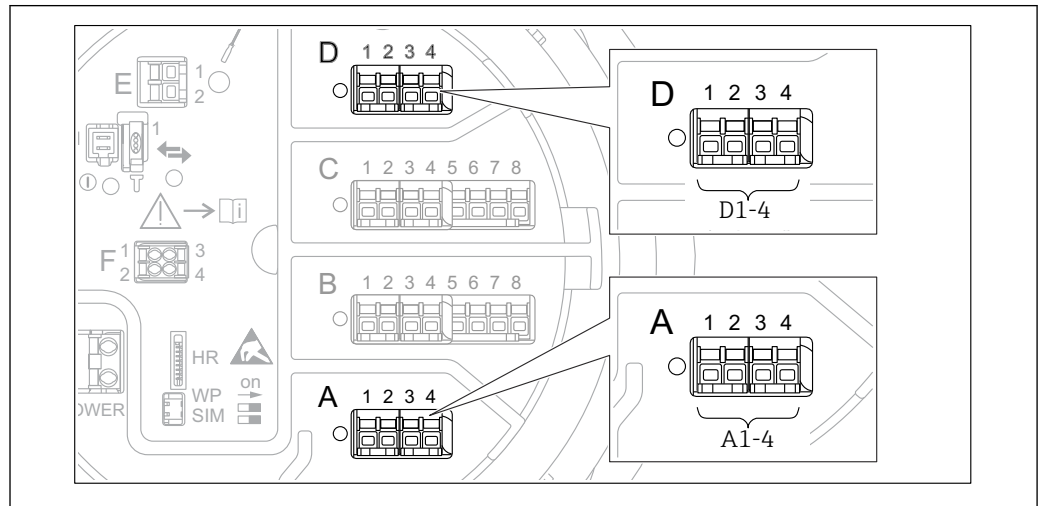 D 1 2 3 4
E 1
2
1
C 1 2 3 4 5 6 7 8
i
F 1 3
2 4
B 1 2 3 4 5 6 7 8
HR
WP on
SIM
OWER
A 1 2 3 4
D 1 2 3 4
D1-4
A 1 2 3 4
A1-4